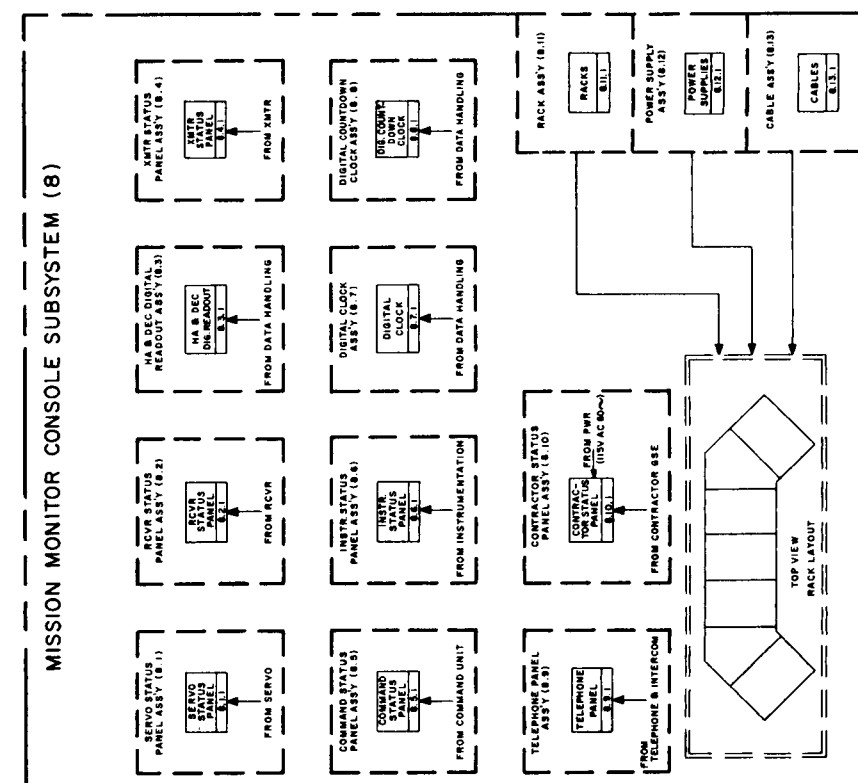 MISSION MONITOR CONSOLE SUBSYSTEM (8)
SERVO STATUS
PANEL ASS'Y (8.1)
SERVO
STATUS
PANEL
8.1.1
FROM SERVO
RCVR STATUS
PANEL ASS'Y (8.2)
RCVR
STATUS
PANEL
8.2.1
FROM RCVR
HA & DEC DIGITAL
READOUT ASS'Y (8.3)
HA & DEC
DIG. READOUT
8.3.1
FROM DATA HANDLING
XMTR STATUS
PANEL ASS'Y (8.4)
XMTR
STATUS
PANEL
8.4.1
FROM XMTR
COMMAND STATUS
PANEL ASS'Y (8.5)
COMMAND
STATUS
PANEL
8.5.1
FROM COMMAND UNIT
INSTR. STATUS
PANEL ASS'Y (8.6)
INSTR.
STATUS
PANEL
8.6.1
FROM INSTRUMENTATION
DIGITAL CLOCK
ASS'Y (8.7)
DIGITAL
CLOCK
8.7.1
FROM DATA HANDLING
DIGITAL COUNTDOWN
CLOCK ASS'Y (8.8)
DIG. COUNT
DOWN
CLOCK
8.8.1
FROM DATA HANDLING
TELEPHONE PANEL
ASS'Y (8.9)
TELEPHONE
PANEL
8.9.1
FROM
TELEPHONE & INTERCOM
CONTRACTOR STATUS
PANEL ASS'Y (8.10)
CONTRAC-
TOR STATUS
PANEL
8.10.1
FROM PWR
(115V AC 60~)
FROM CONTRACTOR GSE
RACK ASS'Y (8.11)
RACKS
8.11.1
POWER SUPPLY
ASS'Y (8.12)
POWER
SUPPLIES
8.12.1
CABLE ASS'Y (8.13)
CABLES
8.13.1
TOP VIEW
RACK LAYOUT